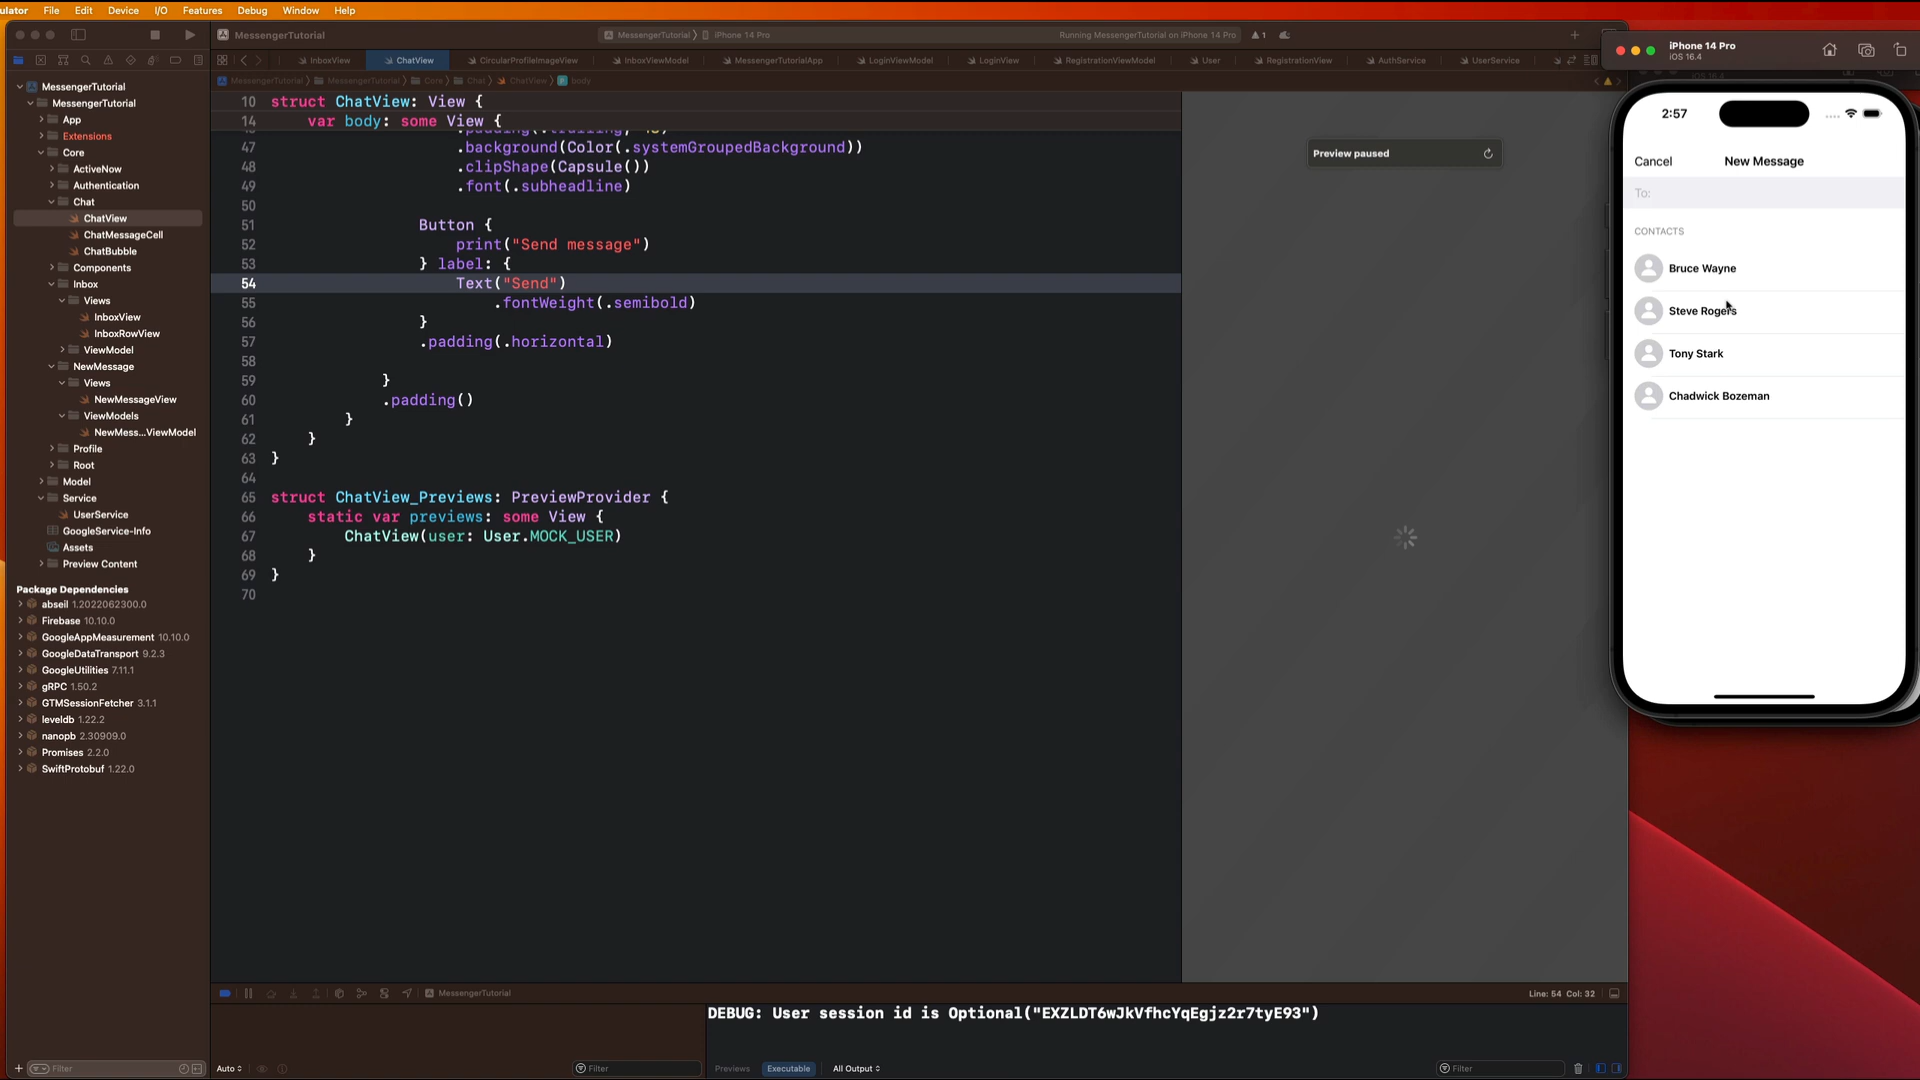 ulator File Edit Device I/O Features Debug Window Help
MessengerTutorial
MessengerTutorial iPhone 14 Pro
Running MessengerTutorial on iPhone 14 Pro 1
InboxView ChatView CircularProfileImageView InboxViewModel MessengerTutorialApp LoginViewModel LoginView RegistrationViewModel User RegistrationView AuthService UserService
MessengerTutorial MessengerTutorial Core Chat ChatView body
MessengerTutorial
MessengerTutorial
App
Extensions
Core
ActiveNow
Authentication
Chat
ChatView
ChatMessageCell
ChatBubble
Components
Inbox
Views
InboxView
InboxRowView
ViewModel
NewMessage
Views
NewMessageView
ViewModels
NewMess...ViewModel
Profile
Root
Model
Service
UserService
GoogleService-Info
Assets
Preview Content
Package Dependencies
abseil 1.2022062300.0
Firebase 10.10.0
GoogleAppMeasurement 10.10.0
GoogleDataTransport 9.2.3
GoogleUtilities 7.11.1
gRPC 1.50.2
GTMSessionFetcher 3.1.1
leveldb 1.22.2
nanopb 2.30909.0
Promises 2.2.0
SwiftProtobuf 1.22.0
Filter
10 struct ChatView: View {
14 var body: some View {
47 .background(Color(.systemGroupedBackground))
48 .clipShape(Capsule())
49 .font(.subheadline)
50
51 Button {
52 print("Send message")
53 } label: {
54 Text("Send")
55 .fontWeight(.semibold)
56 }
57 .padding(.horizontal)
58
59 }
60 .padding()
61 }
62 }
63 }
64
65 struct ChatView_Previews: PreviewProvider {
66 static var previews: some View {
67 ChatView(user: User.MOCK_USER)
68 }
69 }
70
Preview paused
MessengerTutorial
Line: 54 Col: 32
DEBUG: User session id is Optional("EXZLDT6wJkVfhcYqEgjz2r7tyE93")
Auto
Filter
Previews Executable All Output
Filter
iPhone 14 Pro
iOS 16.4
2:57
Cancel New Message
To:
CONTACTS
Bruce Wayne
Steve Rogers
Tony Stark
Chadwick Bozeman